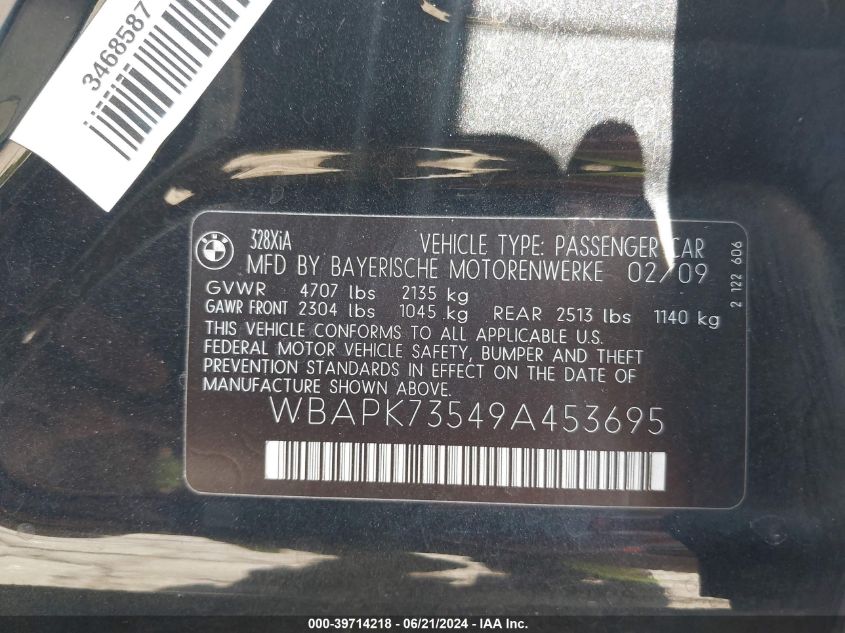 3468587
BMW
328XiA
VEHICLE TYPE: PASSENGER CAR
MFD BY BAYERISCHE MOTORENWERKE 02/09
GVWR 4707 lbs 2135 kg
GAWR FRONT 2304 lbs 1045 kg REAR 2513 lbs 1140 kg
THIS VEHICLE CONFORMS TO ALL APPLICABLE U.S.
FEDERAL MOTOR VEHICLE SAFETY, BUMPER AND THEFT
PREVENTION STANDARDS IN EFFECT ON THE DATE OF
MANUFACTURE SHOWN ABOVE.
WBAPK73549A453695
2 122 606
000-39714218 - 06/21/2024 - Copyright IAA, Inc.